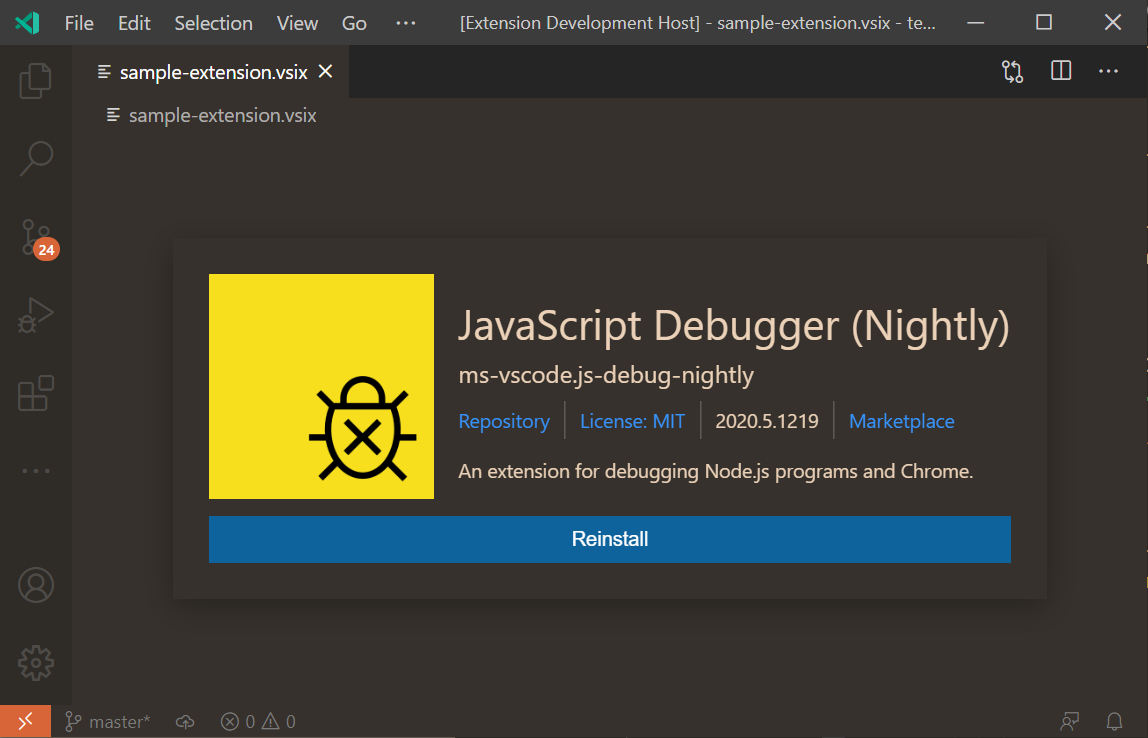 File Edit Selection View Go ··· [Extension Development Host] - sample-extension.vsix - te...
sample-extension.vsix
sample-extension.vsix
24
JavaScript Debugger (Nightly)
ms-vscode.js-debug-nightly
Repository License: MIT 2020.5.1219 Marketplace
An extension for debugging Node.js programs and Chrome.
Reinstall
master* 0 0